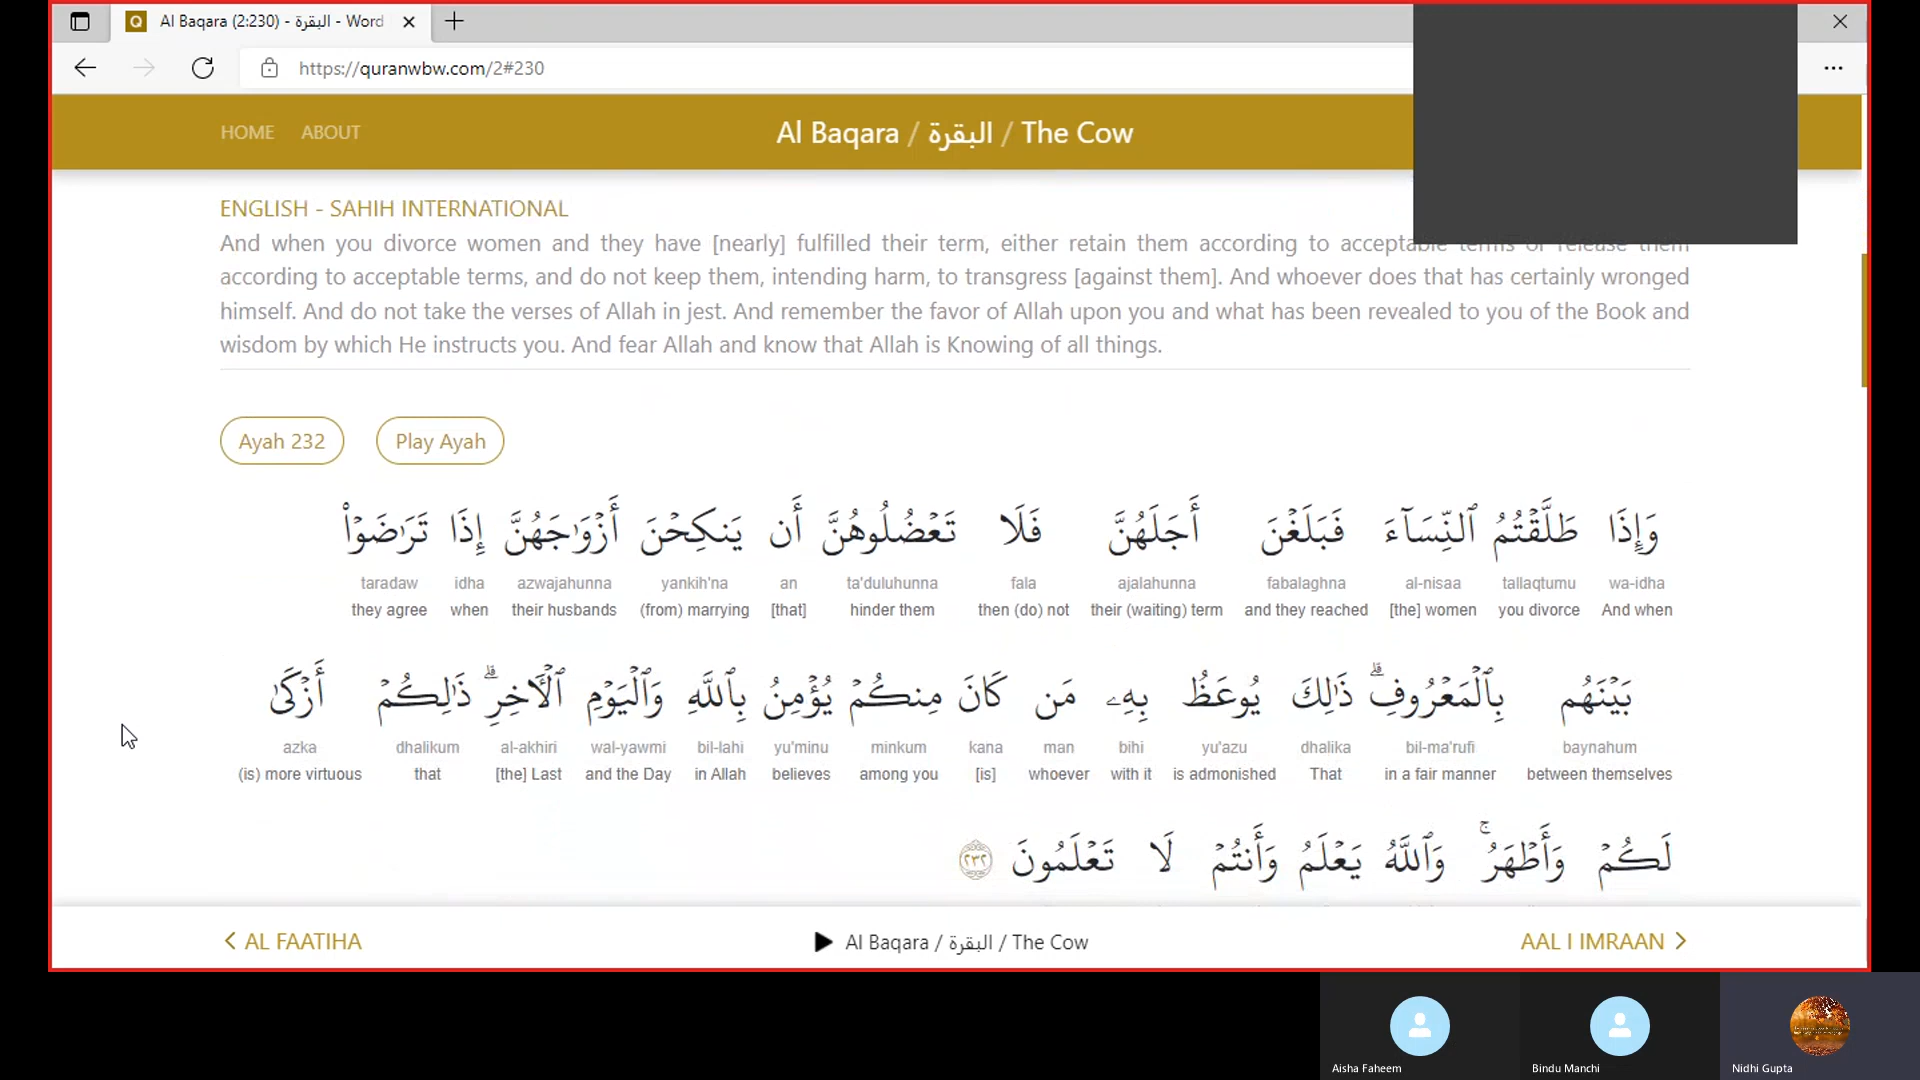 Al Baqara (2:230) - البقرة - Word
https://quranwbw.com/2#230
HOME ABOUT
Al Baqara / البقرة / The Cow
ENGLISH - SAHIH INTERNATIONAL
And when you divorce women and they have [nearly] fulfilled their term, either retain them according to acceptable terms or release them
according to acceptable terms, and do not keep them, intending harm, to transgress [against them]. And whoever does that has certainly wronged
himself. And do not take the verses of Allah in jest. And remember the favor of Allah upon you and what has been revealed to you of the Book and
wisdom by which He instructs you. And fear Allah and know that Allah is Knowing of all things.
Ayah 232 Play Ayah
وَإِذَا طَلَّقْتُمُ ٱلنِّسَآءَ فَبَلَغْنَ أَجَلَهُنَّ فَلَا تَعْضُلُوهُنَّ أَن يَنكِحْنَ أَزْوَٰجَهُنَّ إِذَا تَرَٰضَوْا۟
taradaw idha azwajahunna yankih'na an ta'duluhunna fala ajalahunna fabalaghna al-nisaa tallaqtumu wa-idha
they agree when their husbands (from) marrying [that] hinder them then (do) not their (waiting) term and they reached [the] women you divorce And when
بَيْنَهُم بِٱلْمَعْرُوفِ ۗ ذَٰلِكَ يُوعَظُ بِهِۦ مَن كَانَ مِنكُمْ يُؤْمِنُ بِٱللَّهِ وَٱلْيَوْمِ ٱلْـَٔاخِرِ ۗ ذَٰلِكُمْ أَزْكَىٰ
azka dhalikum al-akhiri wal-yawmi bil-lahi yu'minu minkum kana man bihi yu'azu dhalika bil-ma'rufi baynahum
(is) more virtuous that [the] Last and the Day in Allah believes among you [is] whoever with it is admonished That in a fair manner between themselves
لَكُمْ وَأَطْهَرُ ۚ وَٱللَّهُ يَعْلَمُ وَأَنتُمْ لَا تَعْلَمُونَ ٢٣٢
AL FAATIHA
Al Baqara / البقرة / The Cow
AAL I IMRAAN
Aisha Faheem
Bindu Manchi
Nidhi Gupta